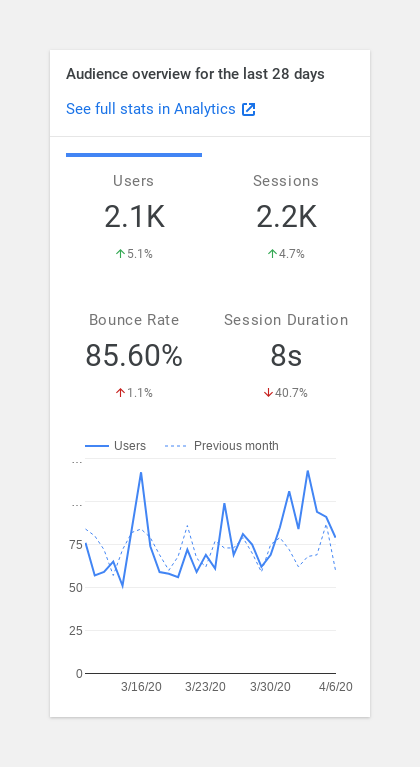 Audience overview for the last 28 days
See full stats in Analytics
Users Sessions
2.1K 2.2K
↑5.1% ↑4.7%
Bounce Rate Session Duration
85.60% 8s
↑1.1% ↓40.7%
Users Previous month
...
...
75
50
25
0
3/16/20 3/23/20 3/30/20 4/6/20